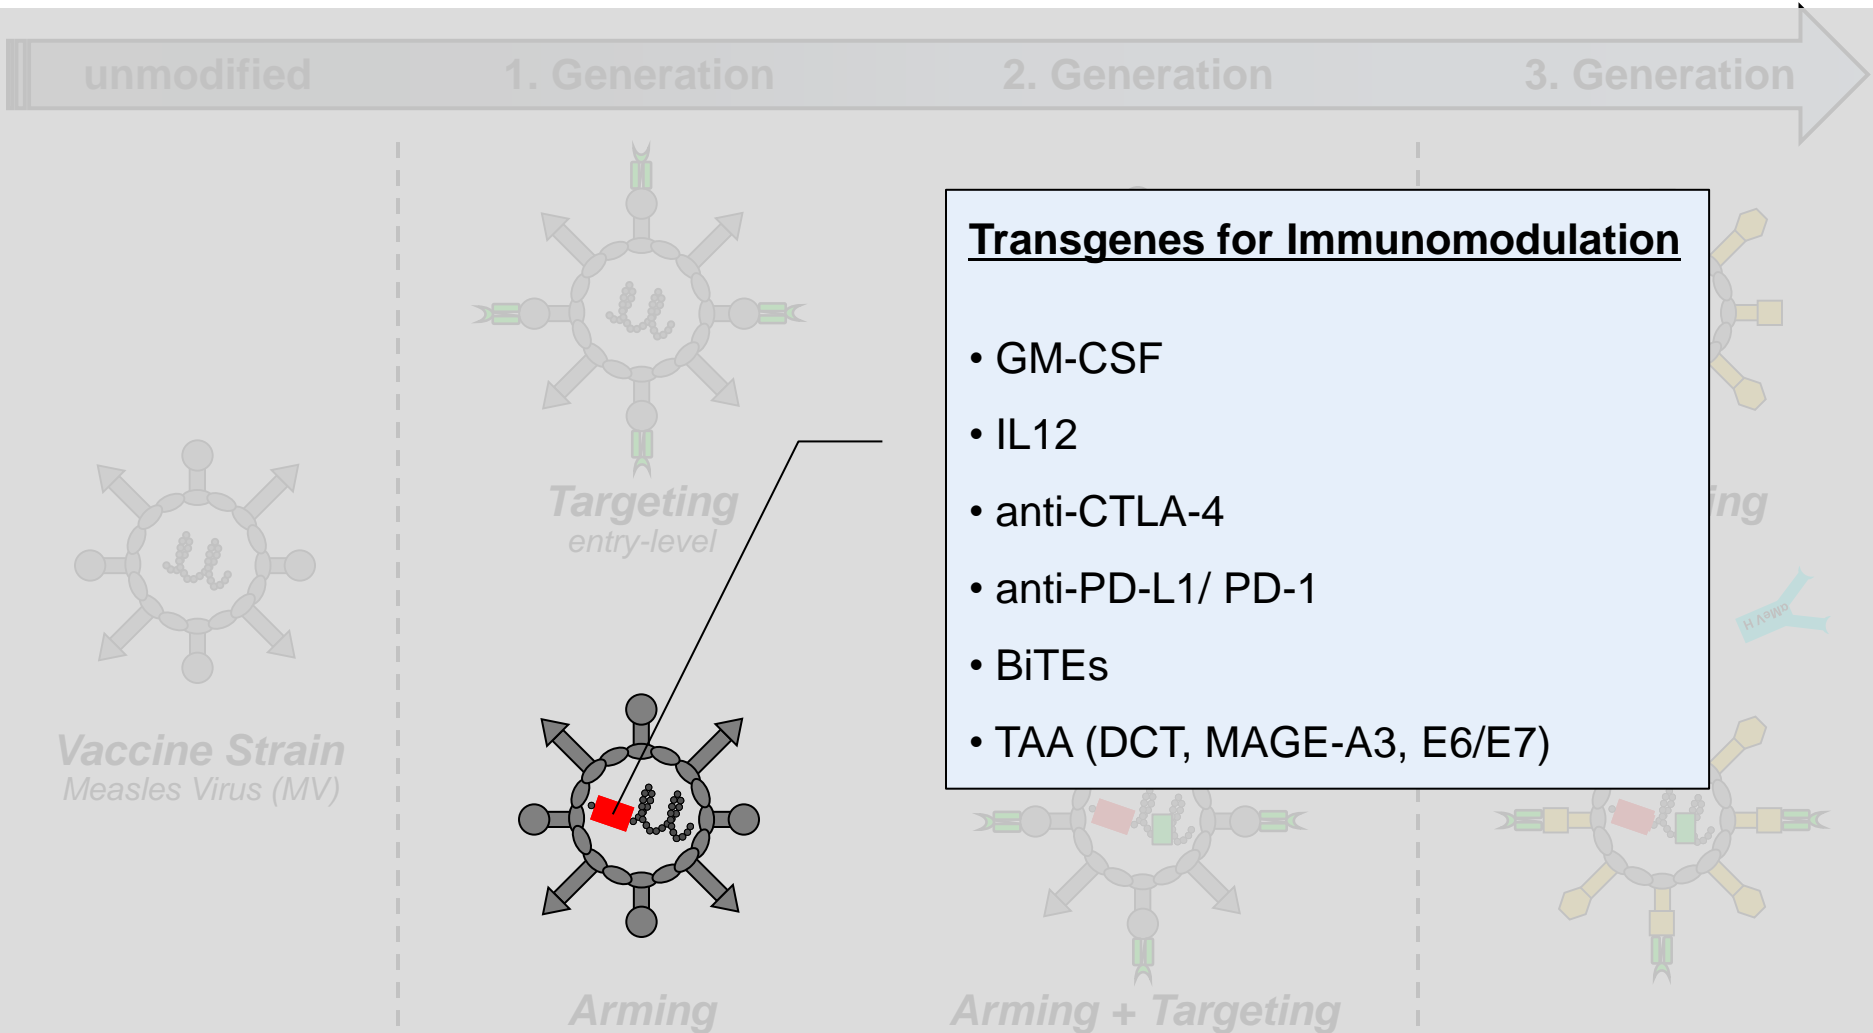 unmodified
1. Generation
2. Generation
3. Generation
Transgenes for Immunomodulation
• GM-CSF
• IL12
• anti-CTLA-4
• anti-PD-L1/ PD-1
• BiTEs
• TAA (DCT, MAGE-A3, E6/E7)
Targeting
entry-level
ing
αMeV H
Vaccine Strain
Measles Virus (MV)
Arming
Arming + Targeting